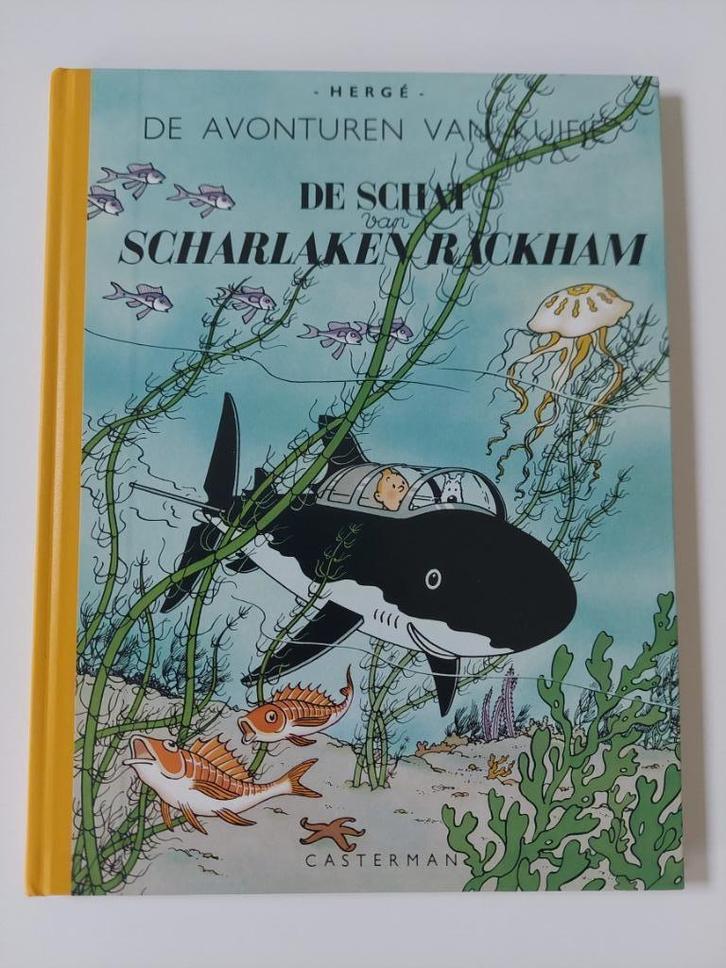 - HERGÉ -
DE AVONTUREN VAN KUIFJE
DE SCHAT
van
SCHARLAKEN RACKHAM
CASTERMAN